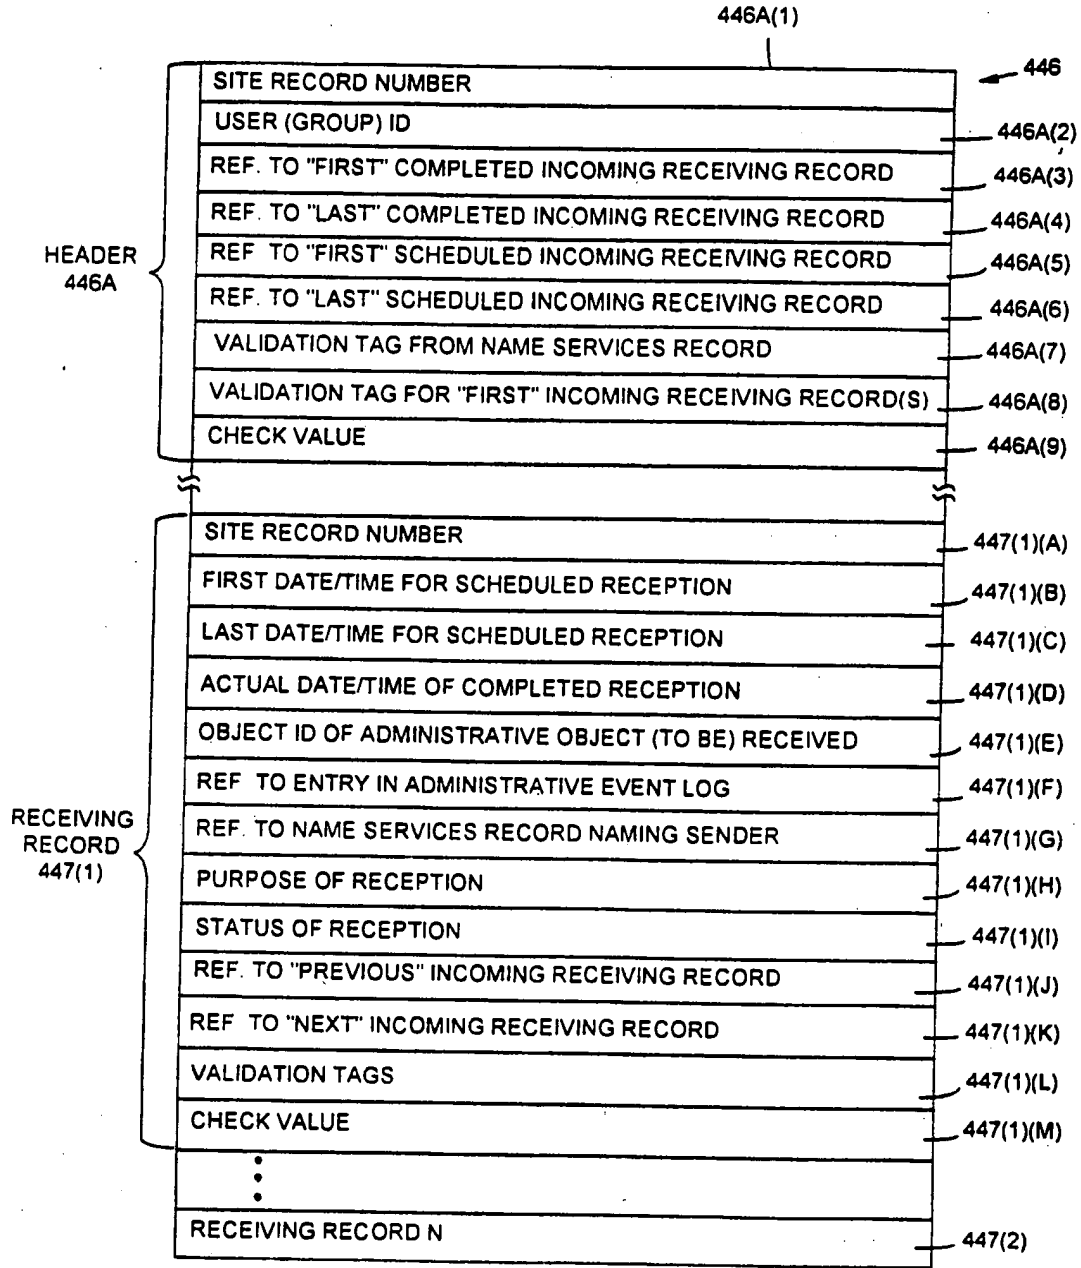 446A(1)
446
SITE RECORD NUMBER
USER (GROUP) ID
446A(2)
REF. TO "FIRST" COMPLETED INCOMING RECEIVING RECORD
446A(3)
REF. TO "LAST" COMPLETED INCOMING RECEIVING RECORD
446A(4)
REF TO "FIRST" SCHEDULED INCOMING RECEIVING RECORD
446A(5)
REF. TO "LAST" SCHEDULED INCOMING RECEIVING RECORD
446A(6)
VALIDATION TAG FROM NAME SERVICES RECORD
446A(7)
VALIDATION TAG FOR "FIRST" INCOMING RECEIVING RECORD(S)
446A(8)
CHECK VALUE
446A(9)
HEADER
446A
SITE RECORD NUMBER
447(1)(A)
FIRST DATE/TIME FOR SCHEDULED RECEPTION
447(1)(B)
LAST DATE/TIME FOR SCHEDULED RECEPTION
447(1)(C)
ACTUAL DATE/TIME OF COMPLETED RECEPTION
447(1)(D)
OBJECT ID OF ADMINISTRATIVE OBJECT (TO BE) RECEIVED
447(1)(E)
REF TO ENTRY IN ADMINISTRATIVE EVENT LOG
447(1)(F)
REF. TO NAME SERVICES RECORD NAMING SENDER
447(1)(G)
PURPOSE OF RECEPTION
447(1)(H)
STATUS OF RECEPTION
447(1)(I)
REF. TO "PREVIOUS" INCOMING RECEIVING RECORD
447(1)(J)
REF TO "NEXT" INCOMING RECEIVING RECORD
447(1)(K)
VALIDATION TAGS
447(1)(L)
CHECK VALUE
447(1)(M)
RECEIVING
RECORD
447(1)
RECEIVING RECORD N
447(2)